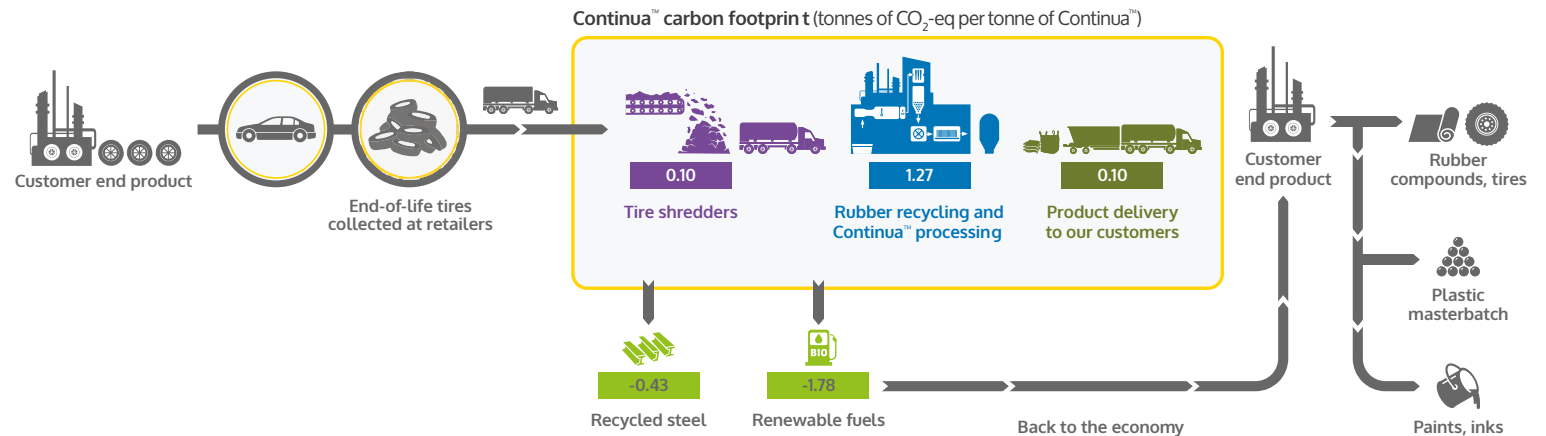 Continua™ carbon footprin t (tonnes of CO₂-eq per tonne of Continua™)
Customer end product
End-of-life tires
collected at retailers
0.10
Tire shredders
1.27
Rubber recycling and
Continua™ processing
0.10
Product delivery
to our customers
Customer
end product
Rubber
compounds, tires
Plastic
masterbatch
Paints, inks
-0.43
Recycled steel
BIO
-1.78
Renewable fuels
Back to the economy